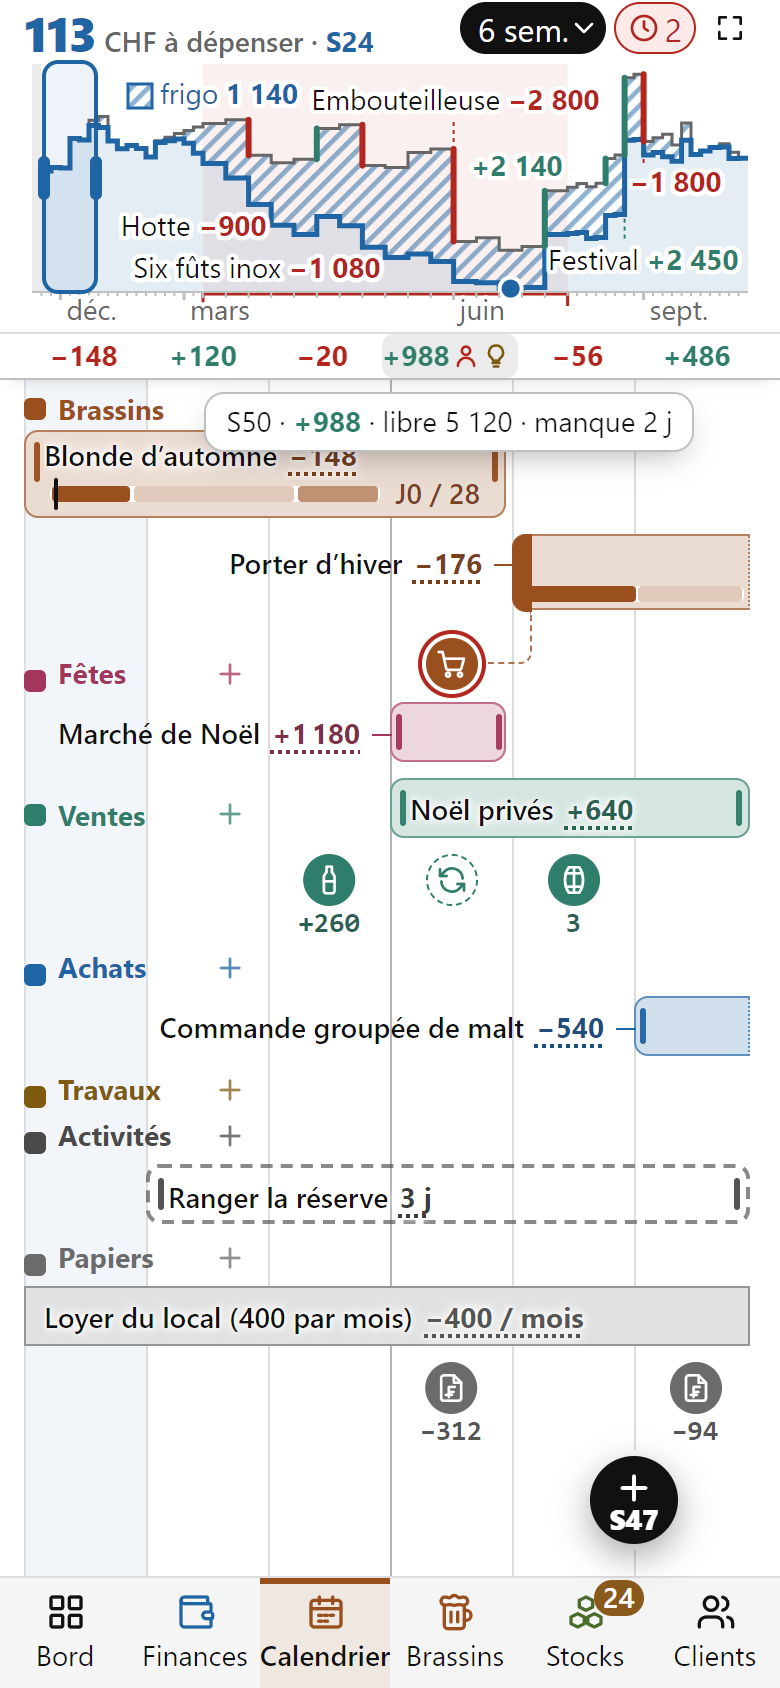 113 CHF à dépenser · S24
6 sem.
2
frigo 1 140
Embouteilleuse −2 800
+2 140
−1 800
Hotte −900
Six fûts inox −1 080
Festival +2 450
déc. mars juin sept.
−148 +120 −20 +988 −56 +486
S50 · +988 · libre 5 120 · manque 2 j
Brassins
Blonde d’automne −148
J0 / 28
Porter d’hiver −176
Fêtes +
Marché de Noël +1 180
Ventes +
Noël privés +640
+260 3
Achats +
Commande groupée de malt −540
Travaux +
Activités +
Ranger la réserve 3 j
Papiers +
Loyer du local (400 par mois) −400 / mois
−312 −94
+
S47
24
Bord Finances Calendrier Brassins Stocks Clients